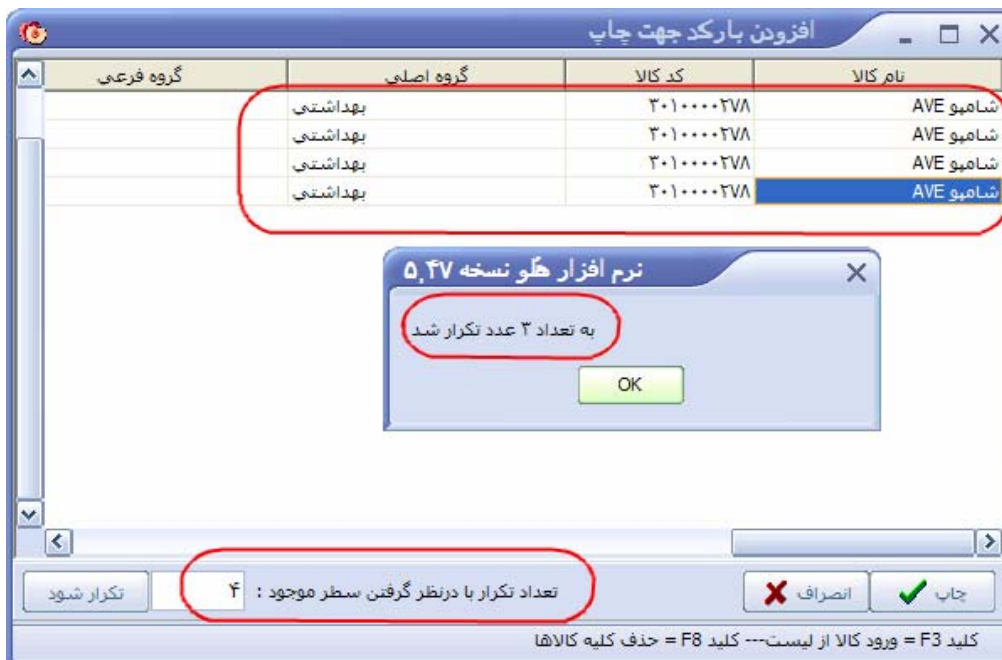 افزودن بارکد جهت چاپ
نام کالا کد کالا گروه اصلی گروه فرعی
شامپو AVE ۳۰۱۰۰۰۰۲۷۸ بهداشتی
شامپو AVE ۳۰۱۰۰۰۰۲۷۸ بهداشتی
شامپو AVE ۳۰۱۰۰۰۰۲۷۸ بهداشتی
شامپو AVE ۳۰۱۰۰۰۰۲۷۸ بهداشتی
نرم افزار هلو نسخه ۵,۴۷
به تعداد ۳ عدد تکرار شد
OK
چاپ انصراف تعداد تکرار با درنظر گرفتن سطر موجود : ۴ تکرار شود
کلید F3 = ورود کالا از لیست--- کلید F8 = حذف کلیه کالاها